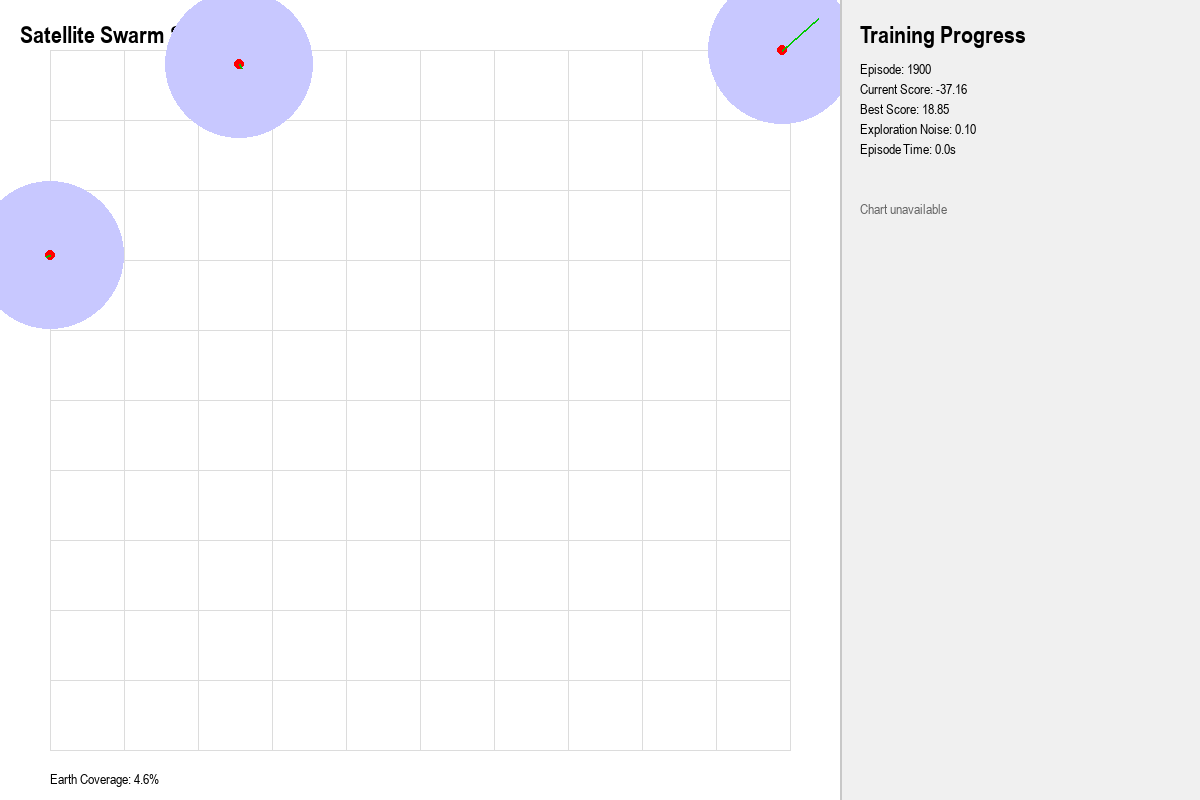 Satellite Swarm
Training Progress
Episode: 1900
Current Score: -37.16
Best Score: 18.85
Exploration Noise: 0.10
Episode Time: 0.0s
Chart unavailable
Earth Coverage: 4.6%